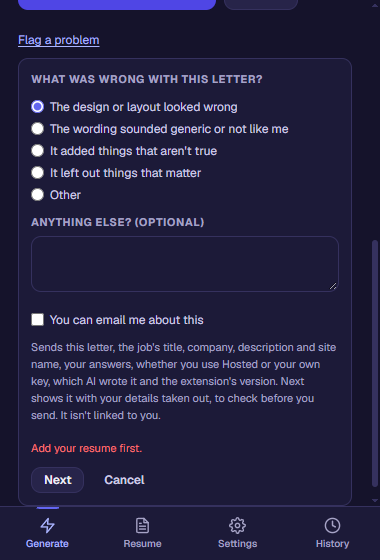 Flag a problem
WHAT WAS WRONG WITH THIS LETTER?
The design or layout looked wrong
The wording sounded generic or not like me
It added things that aren't true
It left out things that matter
Other
ANYTHING ELSE? (OPTIONAL)
You can email me about this
Sends this letter, the job's title, company, description and site
name, your answers, whether you use Hosted or your own
key, which AI wrote it and the extension's version. Next
shows it with your details taken out, to check before you
send. It isn't linked to you.
Add your resume first.
Next Cancel
Generate Resume Settings History